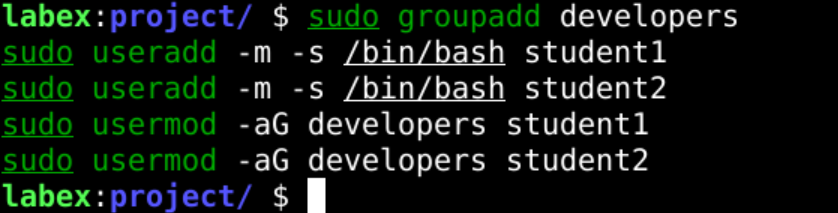 labex:project/ $ sudo groupadd developers
sudo useradd -m -s /bin/bash student1
sudo useradd -m -s /bin/bash student2
sudo usermod -aG developers student1
sudo usermod -aG developers student2
labex:project/ $